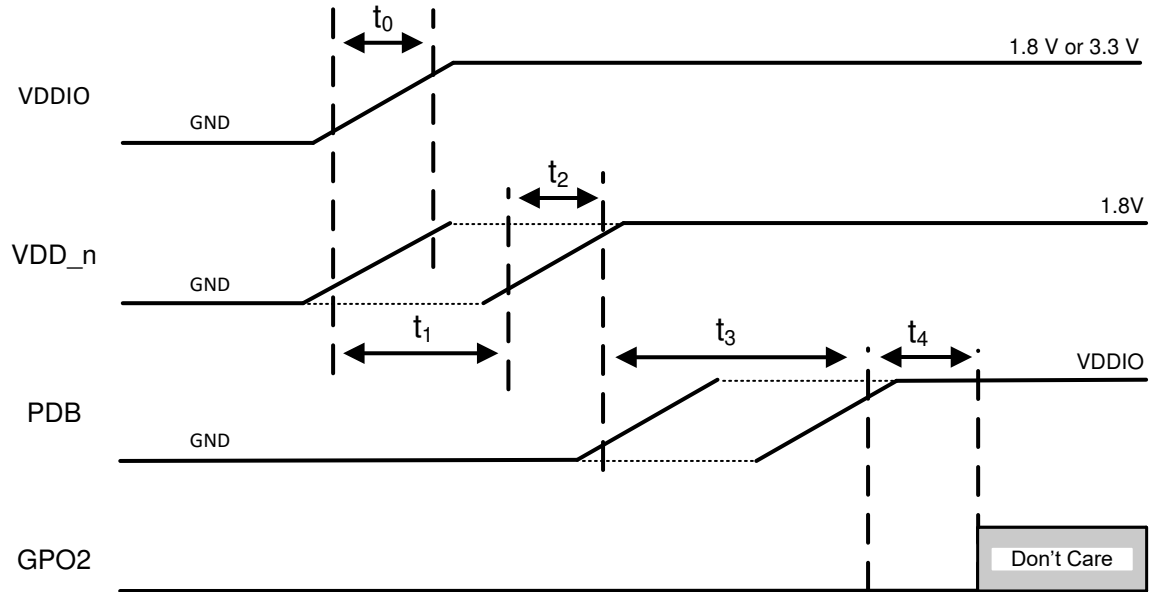 t0
1.8 V or 3.3 V
VDDIO
GND
t2
1.8V
VDD_n
GND
t1
t3
t4
VDDIO
PDB
GND
GPO2
Don't Care